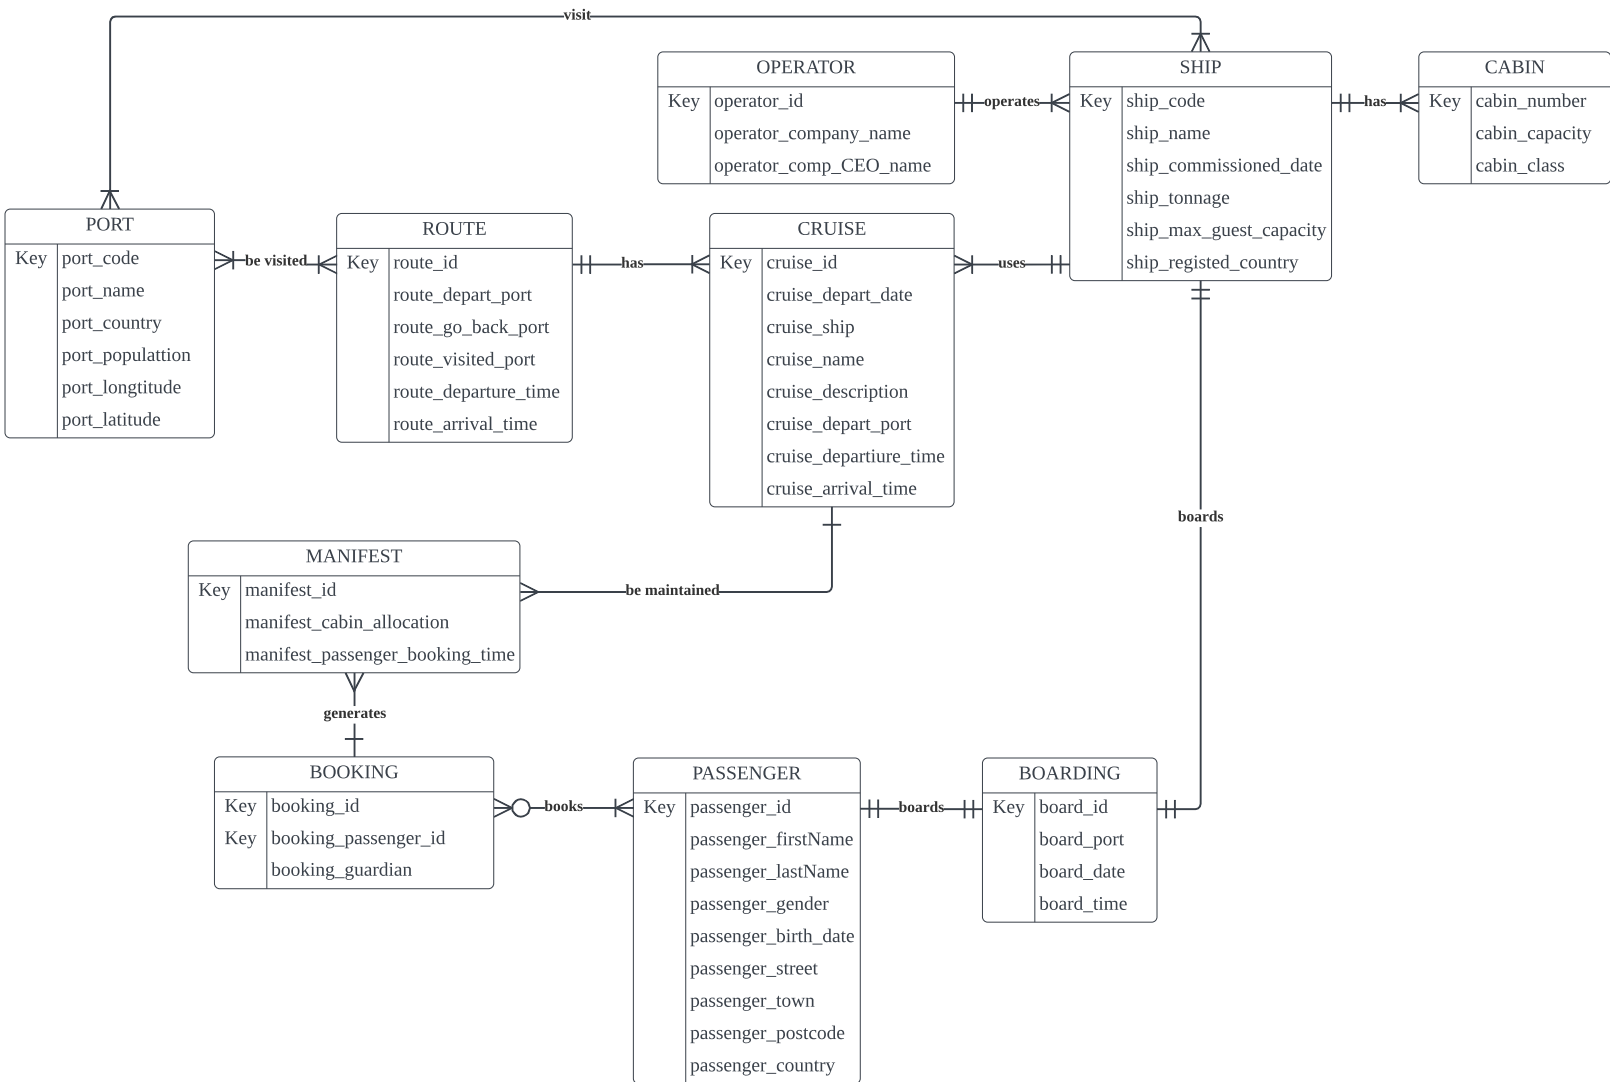 visit
OPERATOR
Key operator_id
operator_company_name
operator_comp_CEO_name
operates
SHIP
Key ship_code
ship_name
ship_commissioned_date
ship_tonnage
ship_max_guest_capacity
ship_registed_country
has
CABIN
Key cabin_number
cabin_capacity
cabin_class
PORT
Key port_code
port_name
port_country
port_populattion
port_longtitude
port_latitude
be visited
ROUTE
Key route_id
route_depart_port
route_go_back_port
route_visited_port
route_departure_time
route_arrival_time
has
CRUISE
Key cruise_id
cruise_depart_date
cruise_ship
cruise_name
cruise_description
cruise_depart_port
cruise_departiure_time
cruise_arrival_time
uses
boards
MANIFEST
Key manifest_id
manifest_cabin_allocation
manifest_passenger_booking_time
be maintained
generates
BOOKING
Key booking_id
Key booking_passenger_id
booking_guardian
books
PASSENGER
Key passenger_id
passenger_firstName
passenger_lastName
passenger_gender
passenger_birth_date
passenger_street
passenger_town
passenger_postcode
passenger_country
boards
BOARDING
Key board_id
board_port
board_date
board_time